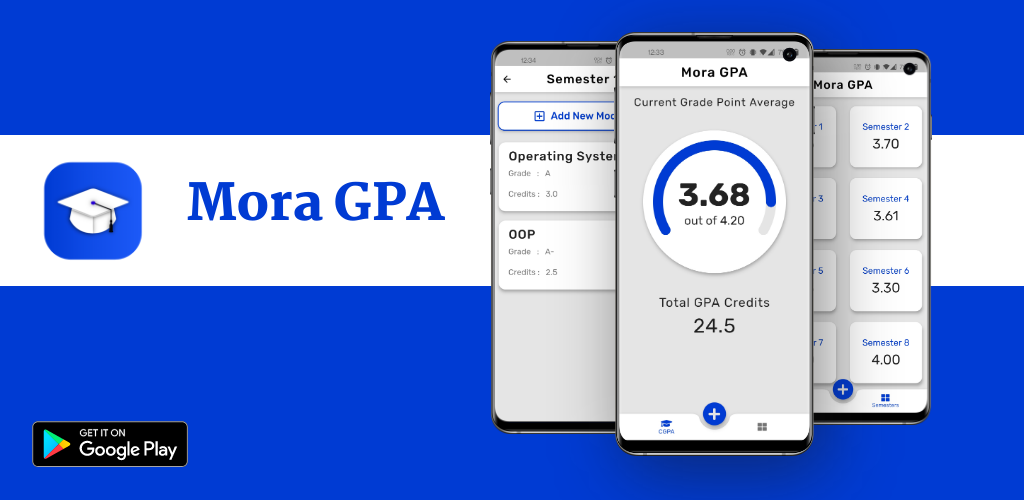 Mora GPA
GET IT ON
Google Play
12:34
Semester
Add New
Operating
Grade : A
Credits : 3.0
OOP
Grade : A-
Credits : 2.5
12:33
Mora GPA
Current Grade Point Average
3.68
out of 4.20
Total GPA Credits
24.5
CGPA
Mora GPA
1
Semester 2
3.70
3
Semester 4
3.61
5
Semester 6
3.30
7
Semester 8
4.00
Semesters